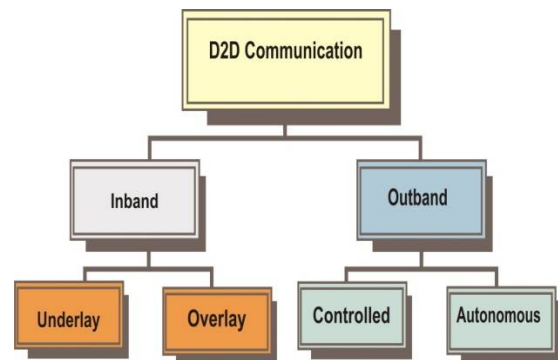 D2D Communication
Inband
Outband
Underlay
Overlay
Controlled
Autonomous